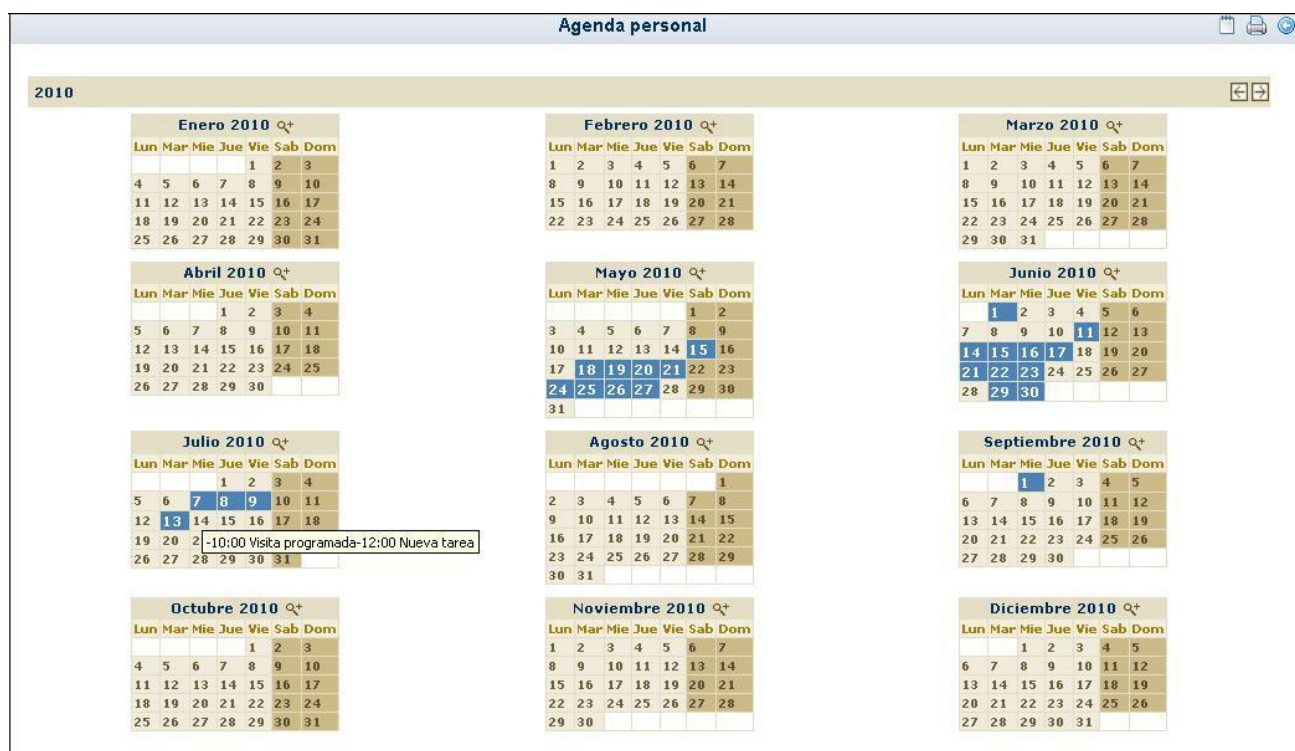 Agenda personal
2010
Enero 2010
Lun Mar Mie Jue Vie Sab Dom
1 2 3
4 5 6 7 8 9 10
11 12 13 14 15 16 17
18 19 20 21 22 23 24
25 26 27 28 29 30 31
Febrero 2010
Lun Mar Mie Jue Vie Sab Dom
1 2 3 4 5 6 7
8 9 10 11 12 13 14
15 16 17 18 19 20 21
22 23 24 25 26 27 28
Marzo 2010
Lun Mar Mie Jue Vie Sab Dom
1 2 3 4 5 6 7
8 9 10 11 12 13 14
15 16 17 18 19 20 21
22 23 24 25 26 27 28
29 30 31
Abril 2010
Lun Mar Mie Jue Vie Sab Dom
1 2 3 4
5 6 7 8 9 10 11
12 13 14 15 16 17 18
19 20 21 22 23 24 25
26 27 28 29 30
Mayo 2010
Lun Mar Mie Jue Vie Sab Dom
1 2
3 4 5 6 7 8 9
10 11 12 13 14 15 16
17 18 19 20 21 22 23
24 25 26 27 28 29 30
31
Junio 2010
Lun Mar Mie Jue Vie Sab Dom
1 2 3 4 5 6
7 8 9 10 11 12 13
14 15 16 17 18 19 20
21 22 23 24 25 26 27
28 29 30
Julio 2010
Lun Mar Mie Jue Vie Sab Dom
1 2 3 4
5 6 7 8 9 10 11
12 13 14 15 16 17 18
19 20 2
-10:00 Visita programada-12:00 Nueva tarea
26 27 28 29 30 31
Agosto 2010
Lun Mar Mie Jue Vie Sab Dom
1
2 3 4 5 6 7 8
9 10 11 12 13 14 15
16 17 18 19 20 21 22
23 24 25 26 27 28 29
30 31
Septiembre 2010
Lun Mar Mie Jue Vie Sab Dom
1 2 3 4 5
6 7 8 9 10 11 12
13 14 15 16 17 18 19
20 21 22 23 24 25 26
27 28 29 30
Octubre 2010
Lun Mar Mie Jue Vie Sab Dom
1 2 3
4 5 6 7 8 9 10
11 12 13 14 15 16 17
18 19 20 21 22 23 24
25 26 27 28 29 30 31
Noviembre 2010
Lun Mar Mie Jue Vie Sab Dom
1 2 3 4 5 6 7
8 9 10 11 12 13 14
15 16 17 18 19 20 21
22 23 24 25 26 27 28
29 30
Diciembre 2010
Lun Mar Mie Jue Vie Sab Dom
1 2 3 4 5
6 7 8 9 10 11 12
13 14 15 16 17 18 19
20 21 22 23 24 25 26
27 28 29 30 31